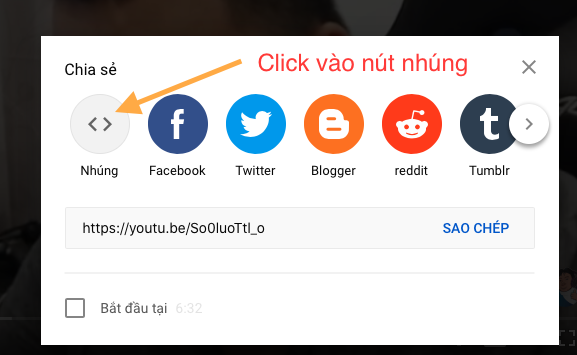 Chia sẻ
Click vào nút nhúng
Nhúng
Facebook
Twitter
Blogger
reddit
Tumblr
https://youtu.be/So0luoTtl_o
SAO CHÉP
Bắt đầu tại 6:32